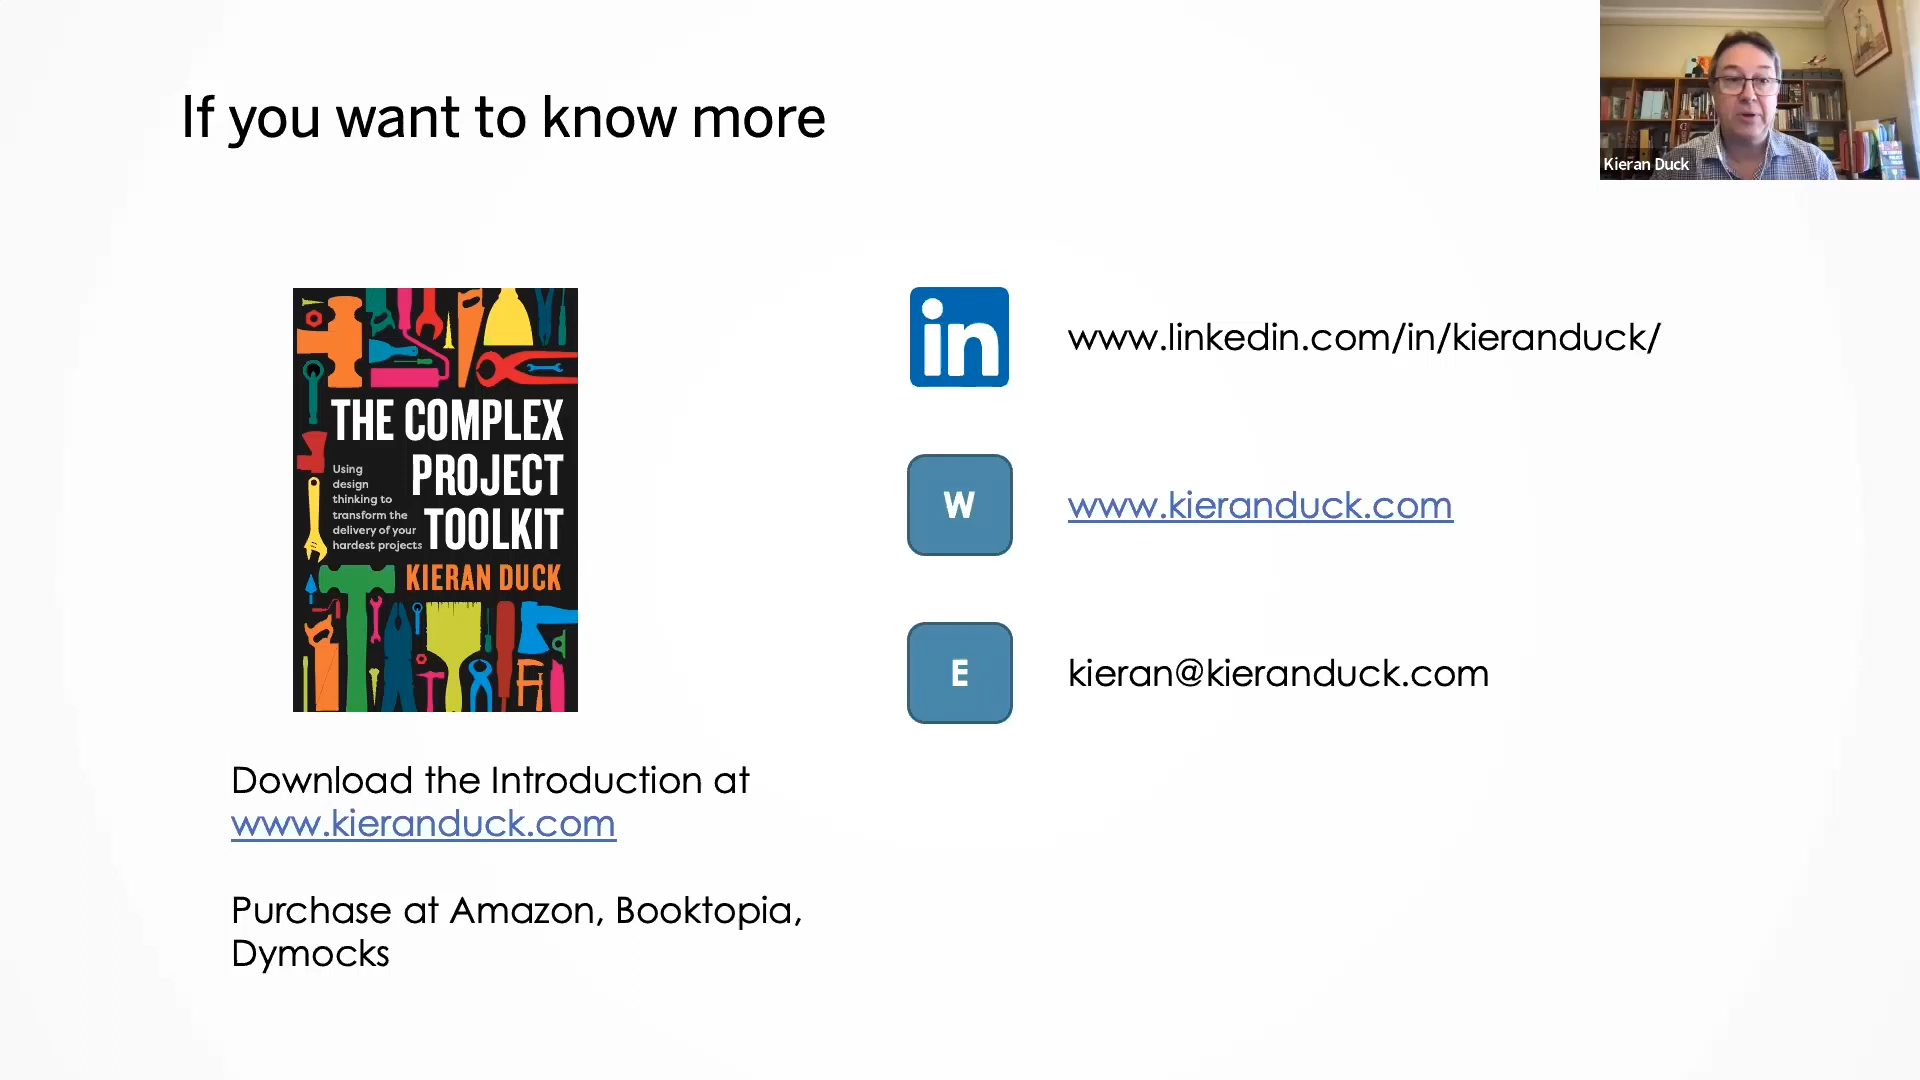 If you want to know more
Kieran Duck
THE COMPLEX
PROJECT
TOOLKIT
Using
design
thinking to
transform the
delivery of your
hardest projects
KIERAN DUCK
in
www.linkedin.com/in/kieranduck/
W
www.kieranduck.com
E
kieran@kieranduck.com
Download the Introduction at
www.kieranduck.com
Purchase at Amazon, Booktopia,
Dymocks